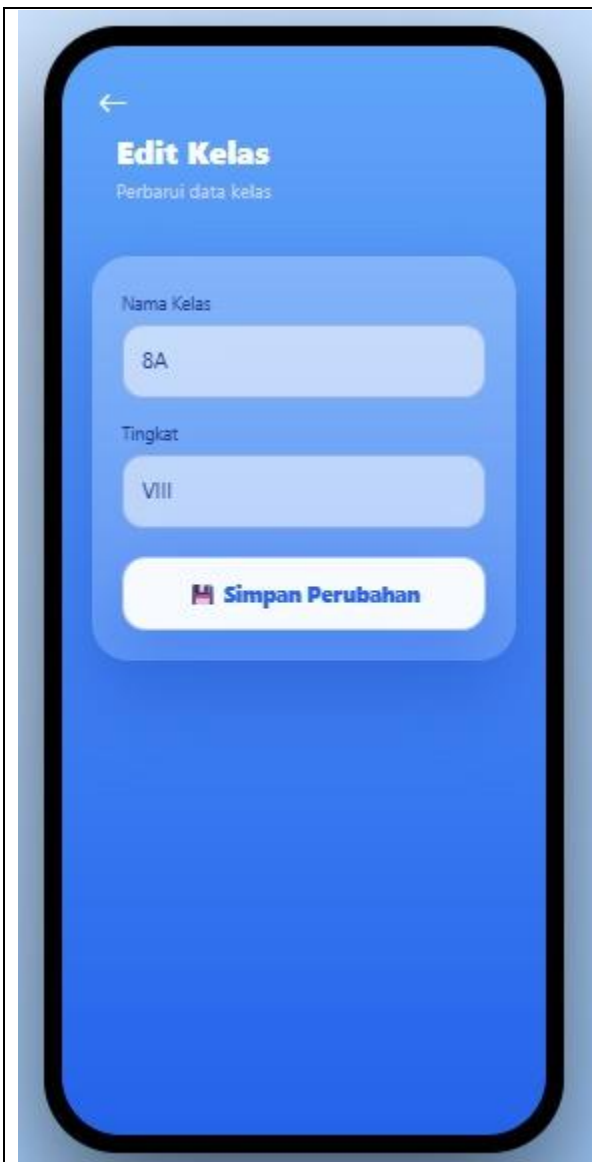 Edit Kelas
Perbarui data kelas
Nama Kelas
8A
Tingkat
VIII
Simpan Perubahan